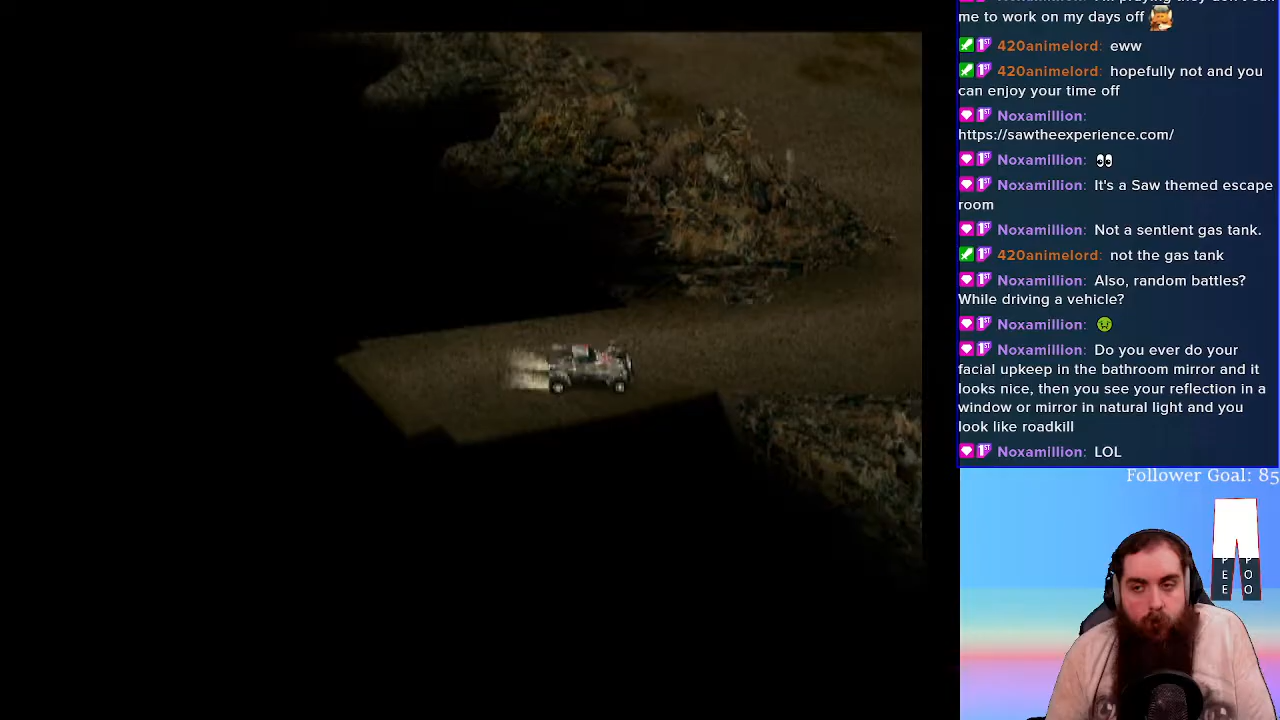 me to work on my days off
420animelord: eww
420animelord: hopefully not and you
can enjoy your time off
Noxamillion:
https://sawtheexperience.com/
Noxamillion:
Noxamillion: It's a Saw themed escape
room
Noxamillion: Not a sentient gas tank.
420animelord: not the gas tank
Noxamillion: Also, random battles?
While driving a vehicle?
Noxamillion:
Noxamillion: Do you ever do your
facial upkeep in the bathroom mirror and it
looks nice, then you see your reflection in a
window or mirror in natural light and you
look like roadkill
Noxamillion: LOL
Follower Goal: 85
P P
E O
E O